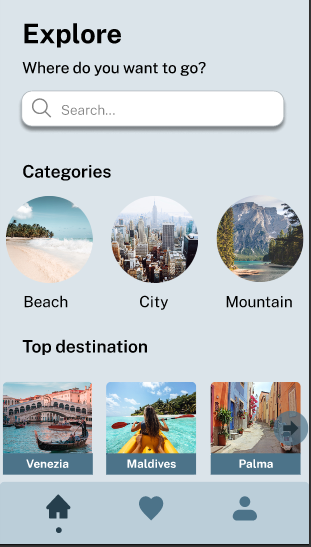 Explore
Where do you want to go?
Search...
Categories
Beach City Mountain
Top destination
Venezia Maldives Palma